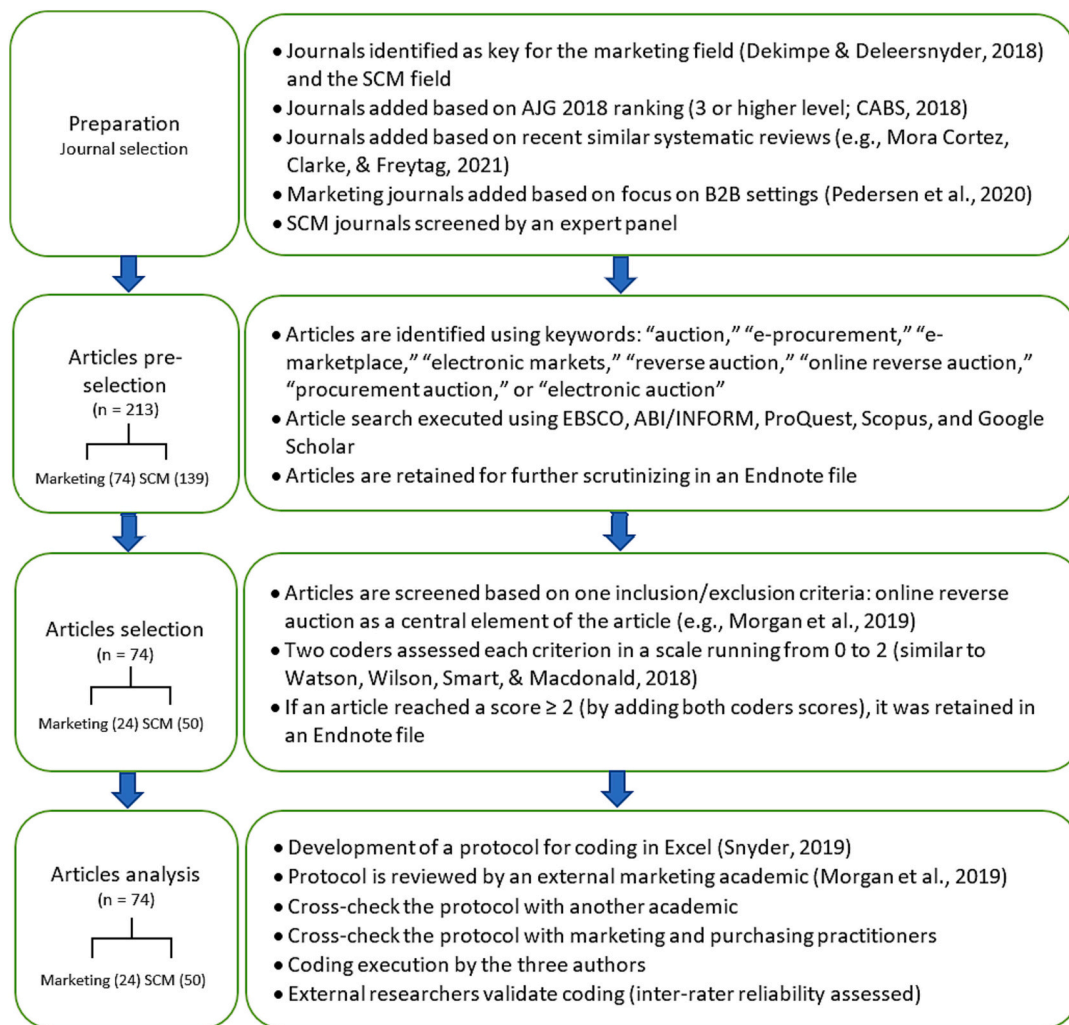 Preparation
Journal selection
• Journals identified as key for the marketing field (Dekimpe & Deleersnyder, 2018)
and the SCM field
• Journals added based on AJG 2018 ranking (3 or higher level; CABS, 2018)
• Journals added based on recent similar systematic reviews (e.g., Mora Cortez,
Clarke, & Freytag, 2021)
• Marketing journals added based on focus on B2B settings (Pedersen et al., 2020)
• SCM journals screened by an expert panel
Articles pre-
selection
(n = 213)
Marketing (74) SCM (139)
• Articles are identified using keywords: “auction,” “e-procurement,” “e-
marketplace,” “electronic markets,” “reverse auction,” “online reverse auction,”
“procurement auction,” or “electronic auction”
• Article search executed using EBSCO, ABI/INFORM, ProQuest, Scopus, and Google
Scholar
• Articles are retained for further scrutinizing in an Endnote file
Articles selection
(n = 74)
Marketing (24) SCM (50)
• Articles are screened based on one inclusion/exclusion criteria: online reverse
auction as a central element of the article (e.g., Morgan et al., 2019)
• Two coders assessed each criterion in a scale running from 0 to 2 (similar to
Watson, Wilson, Smart, & Macdonald, 2018)
• If an article reached a score ≥ 2 (by adding both coders scores), it was retained in
an Endnote file
Articles analysis
(n = 74)
Marketing (24) SCM (50)
• Development of a protocol for coding in Excel (Snyder, 2019)
• Protocol is reviewed by an external marketing academic (Morgan et al., 2019)
• Cross-check the protocol with another academic
• Cross-check the protocol with marketing and purchasing practitioners
• Coding execution by the three authors
• External researchers validate coding (inter-rater reliability assessed)